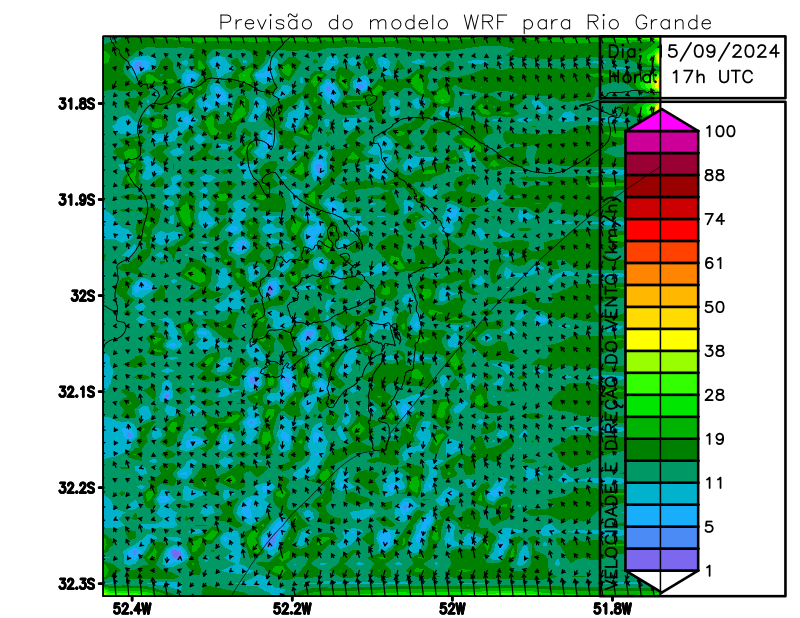 Previsão do modelo WRF para Rio Grande
Dia: 5/09/2024
Hora: 17h UTC
31.8S
31.9S
32S
32.1S
32.2S
32.3S
52.4W
52.2W
52W
51.8W
VELOCIDADE E DIREÇÃO DO VENTO (km/h)
100
88
74
61
50
38
28
19
11
5
1